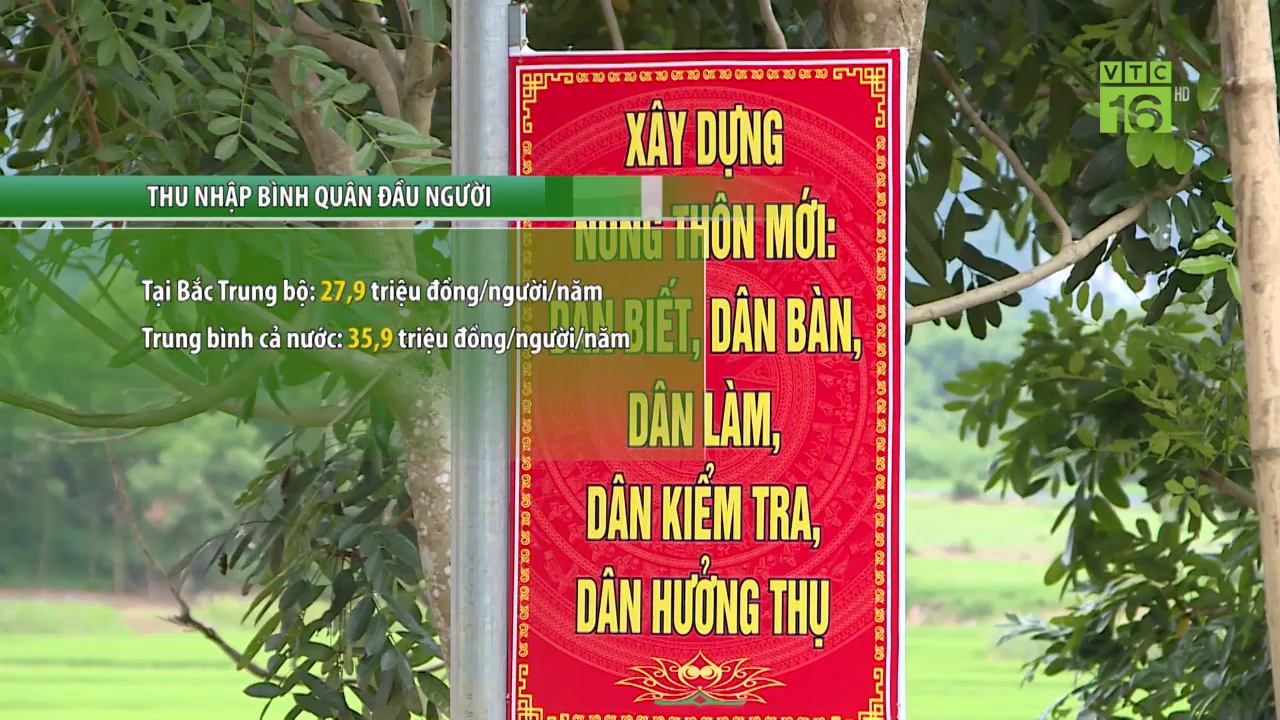 VTC
16 HD
THU NHẬP BÌNH QUÂN ĐẦU NGƯỜI
Tại Bắc Trung bộ: 27,9 triệu đồng/người/năm
Trung bình cả nước: 35,9 triệu đồng/người/năm
XÂY DỰNG
NÔNG THÔN MỚI:
DÂN BIẾT, DÂN BÀN,
DÂN LÀM,
DÂN KIỂM TRA,
DÂN HƯỞNG THỤ